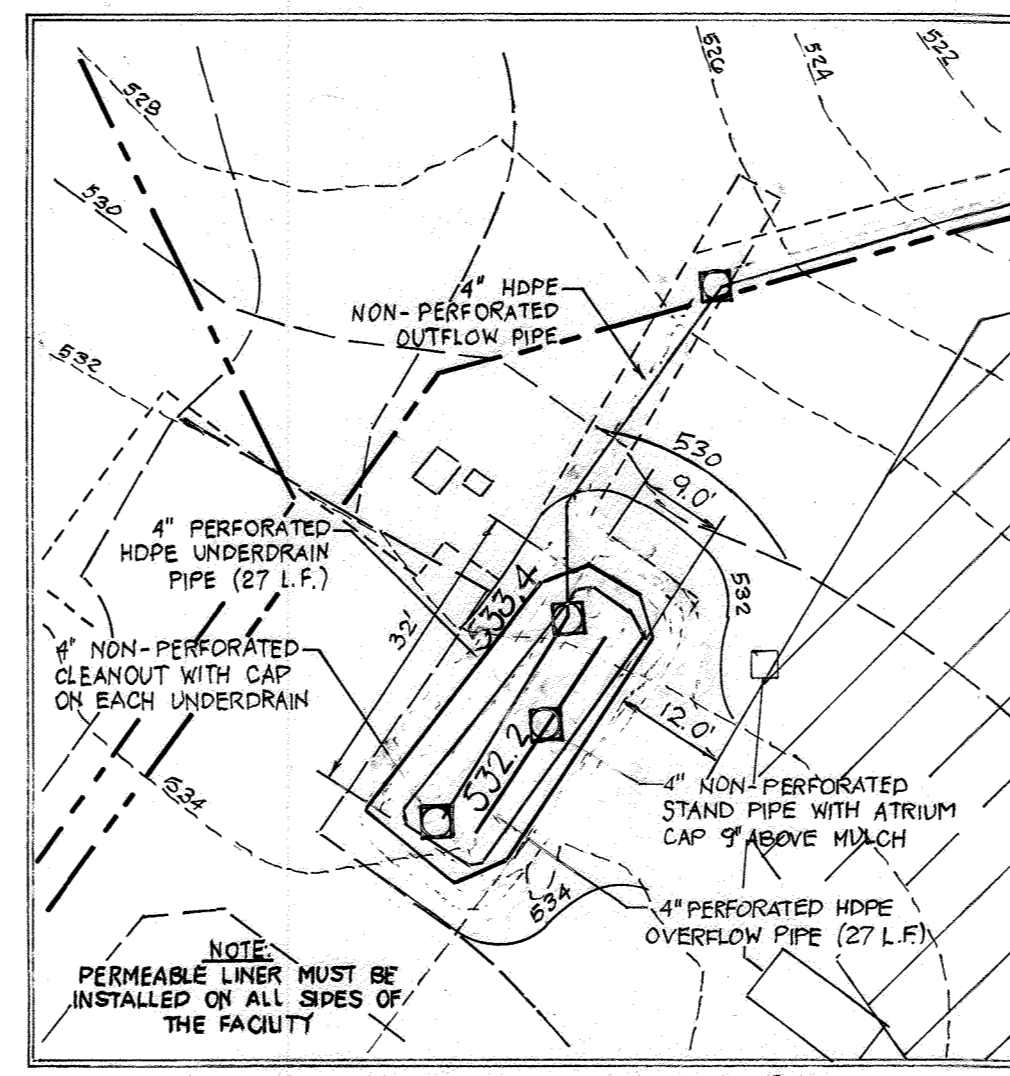 528
526
524
522
530
532
4" HDPE
NON-PERFORATED
OUTFLOW PIPE
530
9.0'
4" PERFORATED
HDPE UNDERDRAIN
PIPE (27 L.F.)
533.4
532
32'
4" NON-PERFORATED
CLEANOUT WITH CAP
ON EACH UNDERDRAIN
12.0'
532.2
534
4" NON-PERFORATED
STAND PIPE WITH ATRIUM
CAP 9" ABOVE MULCH
534
4" PERFORATED HDPE
OVERFLOW PIPE (27 L.F.)
NOTE:
PERMEABLE LINER MUST BE
INSTALLED ON ALL SIDES OF
THE FACILITY